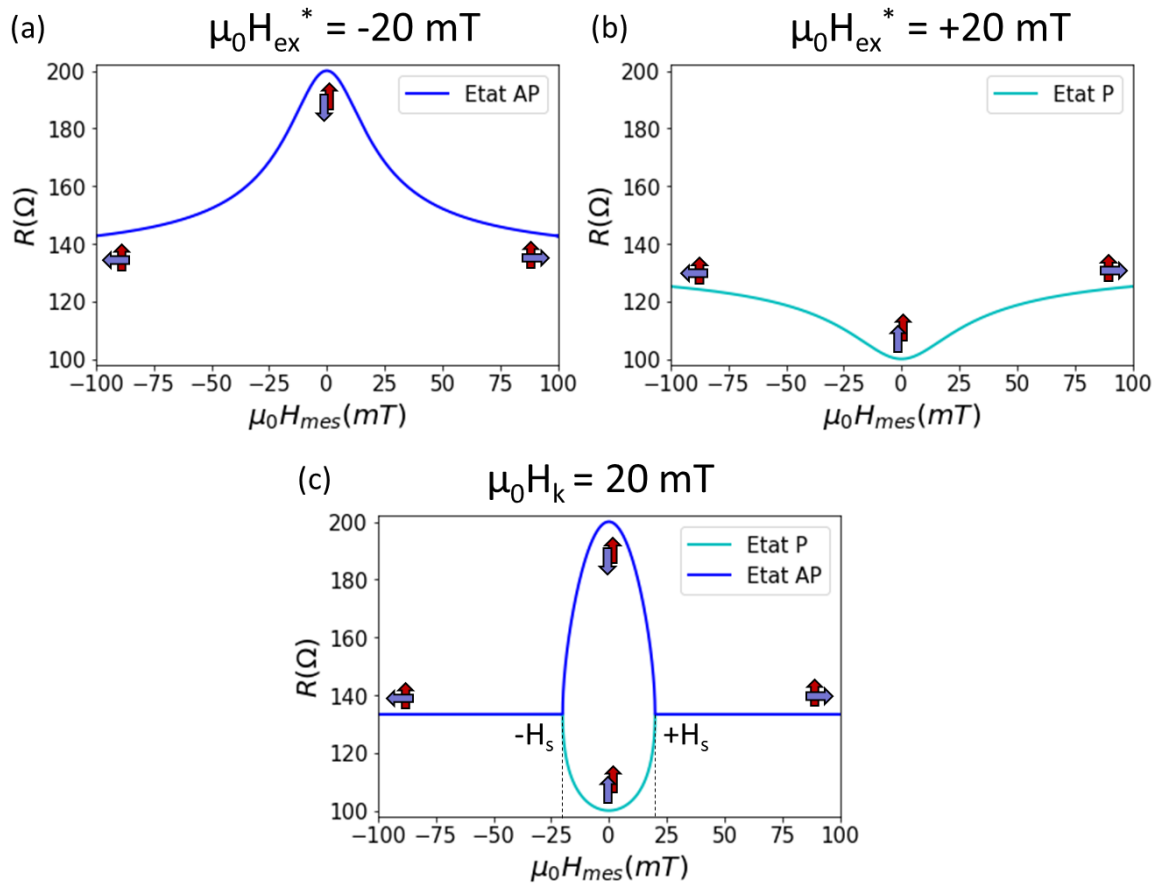 (a) μ₀Hₑₓ* = -20 mT
200
180
160
140
120
100
R(Ω)
Etat AP
−100 −75 −50 −25 0 25 50 75 100
μ₀Hₘₑₛ(mT)
(b) μ₀Hₑₓ* = +20 mT
200
180
160
140
120
100
R(Ω)
Etat P
−100 −75 −50 −25 0 25 50 75 100
μ₀Hₘₑₛ(mT)
(c) μ₀Hₖ = 20 mT
200
180
160
140
120
100
R(Ω)
Etat P
Etat AP
-Hₛ +Hₛ
−100 −75 −50 −25 0 25 50 75 100
μ₀Hₘₑₛ(mT)